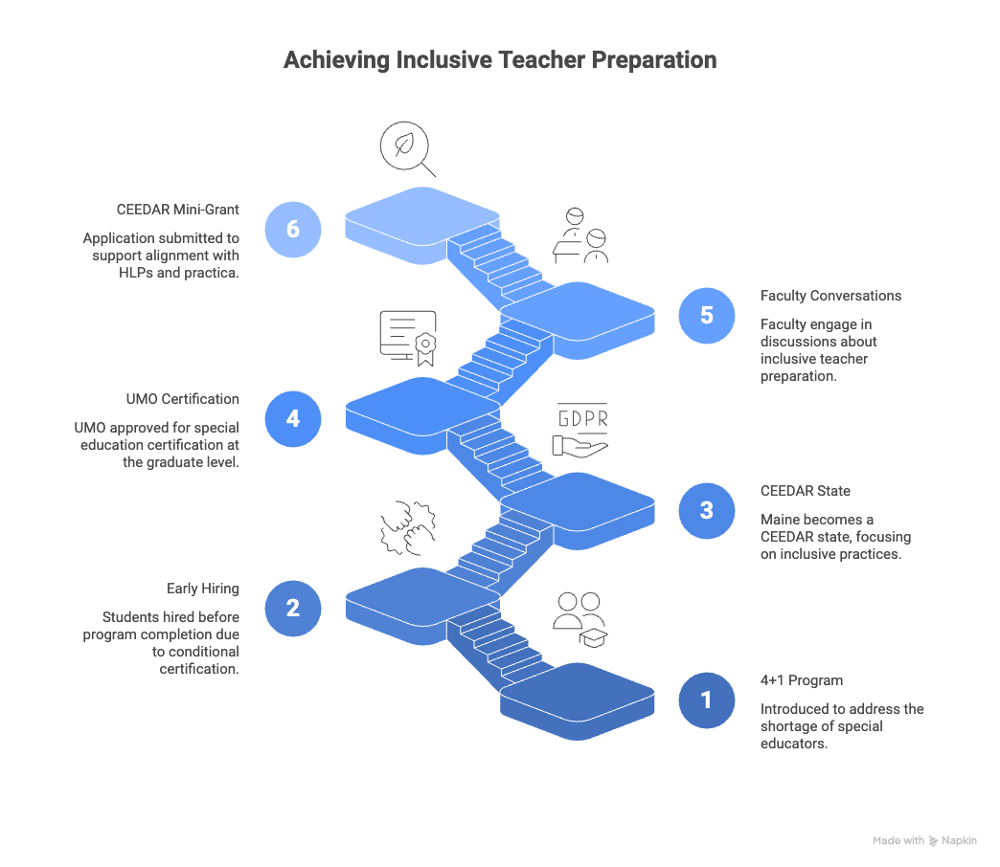 Achieving Inclusive Teacher Preparation
CEEDAR Mini-Grant
6
Application submitted to
support alignment with
HLPs and practica.
Faculty Conversations
5
Faculty engage in
discussions about
inclusive teacher
preparation.
UMO Certification
4
UMO approved for special
education certification at
the graduate level.
GDPR
CEEDAR State
3
Maine becomes a
CEEDAR state, focusing
on inclusive practices.
Early Hiring
2
Students hired before
program completion due
to conditional
certification.
4+1 Program
1
Introduced to address the
shortage of special
educators.
Made with Napkin